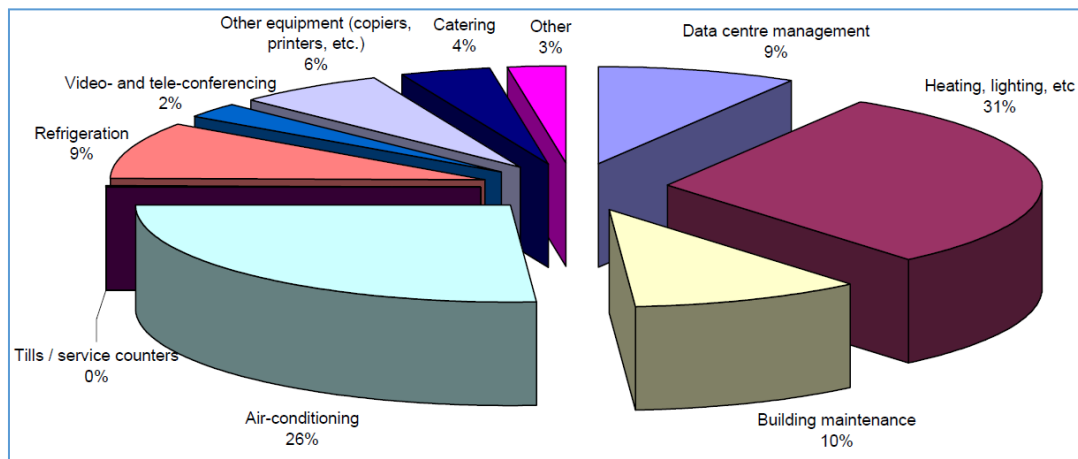 Other equipment (copiers,
printers, etc.)
6%
Catering
4%
Other
3%
Data centre management
9%
Heating, lighting, etc
31%
Video- and tele-conferencing
2%
Refrigeration
9%
Tills / service counters
0%
Air-conditioning
26%
Building maintenance
10%